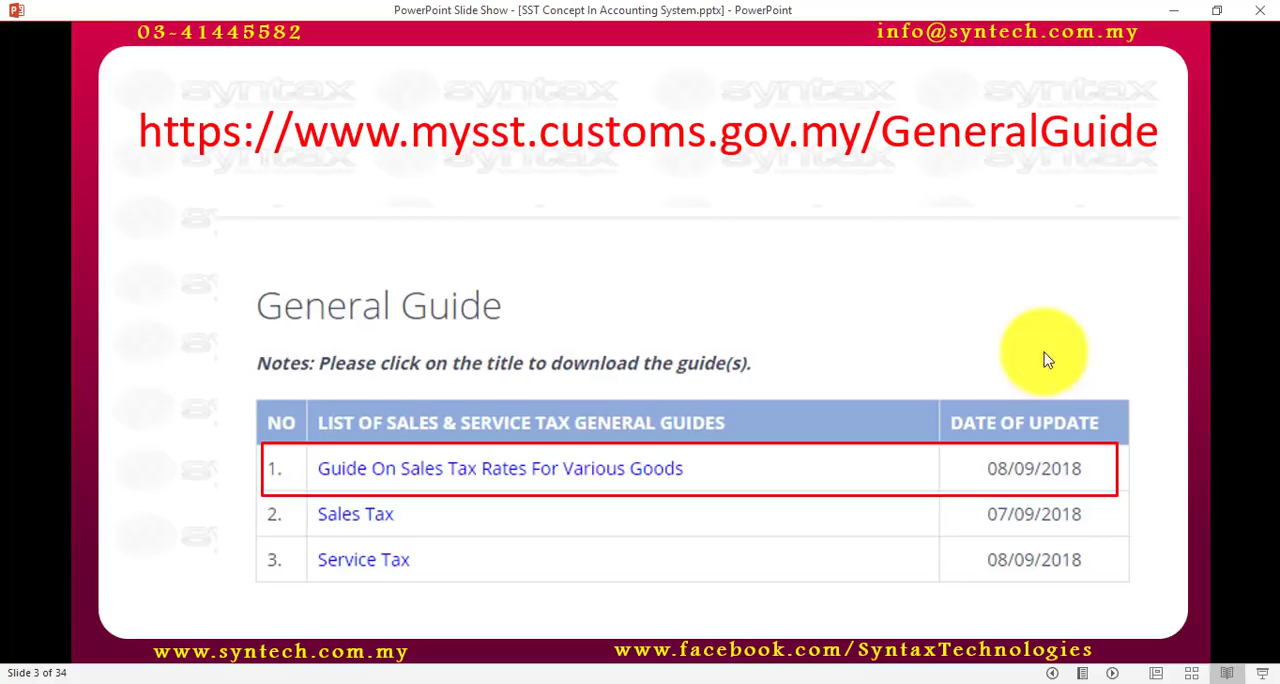 PowerPoint Slide Show - [SST Concept In Accounting System.pptx] - PowerPoint
03-41445582 info@syntech.com.my
syntax syntax syntax syntax
https://www.mysst.customs.gov.my/GeneralGuide
General Guide
Notes: Please click on the title to download the guide(s).
NO LIST OF SALES & SERVICE TAX GENERAL GUIDES DATE OF UPDATE
1. Guide On Sales Tax Rates For Various Goods 08/09/2018
2. Sales Tax 07/09/2018
3. Service Tax 08/09/2018
www.syntech.com.my www.facebook.com/SyntaxTechnologies
Slide 3 of 34